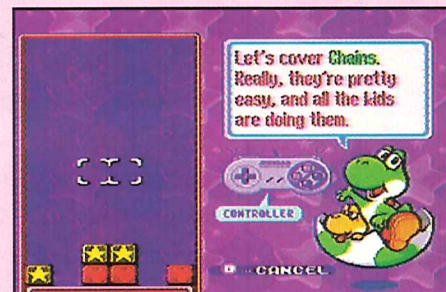 Let's cover Chains.
Really, they're pretty
easy, and all the kids
are doing them.
CONTROLLER
CANCEL